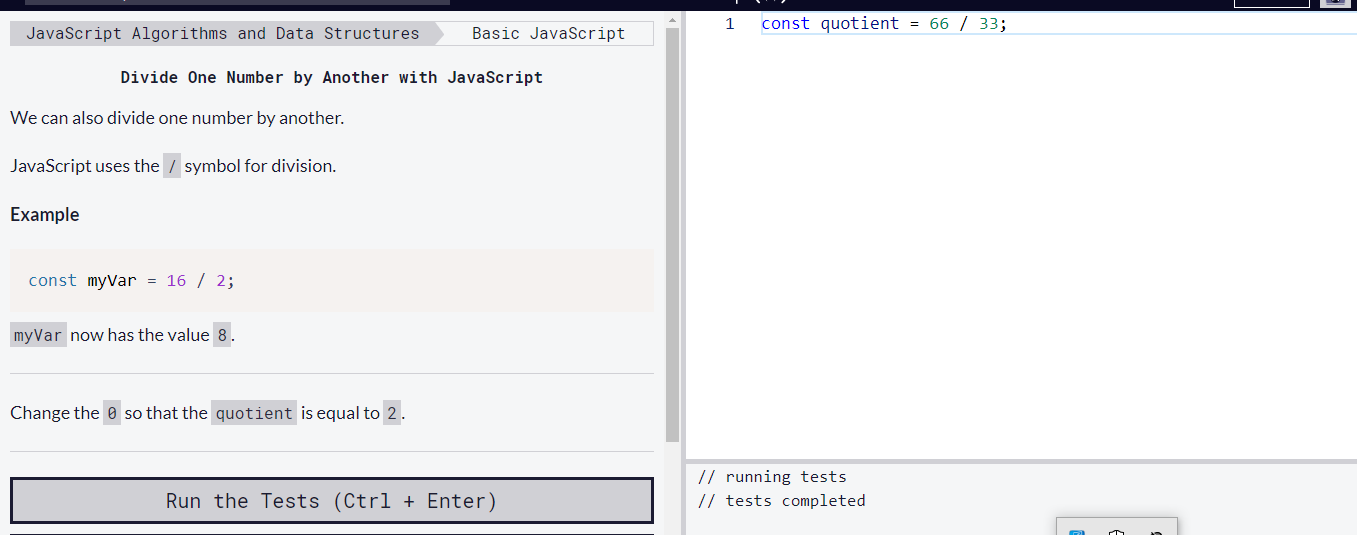 JavaScript Algorithms and Data Structures
Basic JavaScript
Divide One Number by Another with JavaScript
We can also divide one number by another.
JavaScript uses the / symbol for division.
Example
const myVar = 16 / 2;
myVar now has the value 8.
Change the 0 so that the quotient is equal to 2.
Run the Tests (Ctrl + Enter)
1 const quotient = 66 / 33;
// running tests
// tests completed